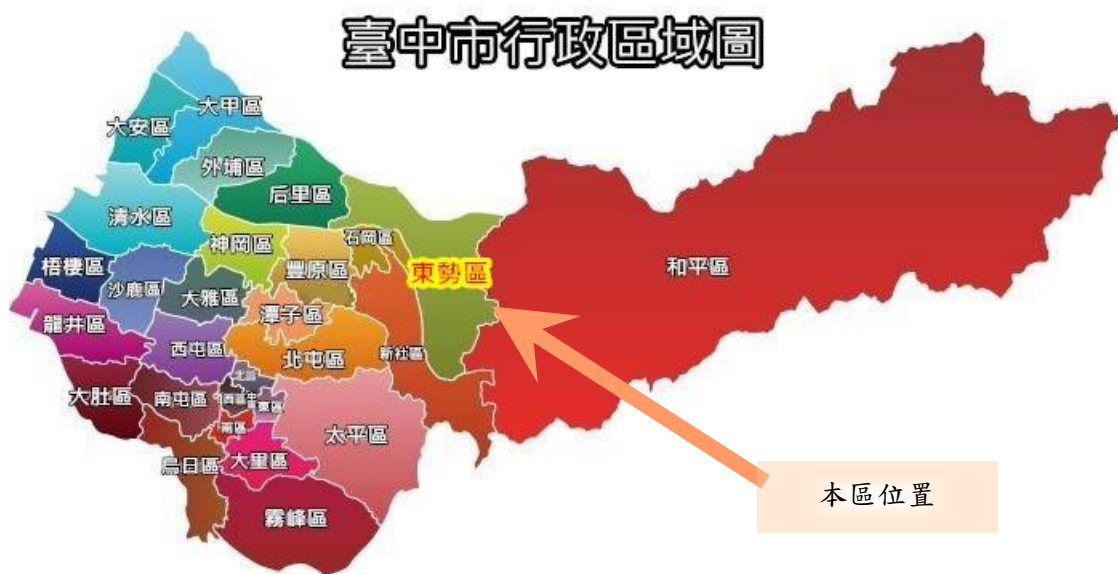 臺中市行政區域圖
大甲區
大安區
外埔區
后里區
清水區
神岡區
石岡區
梧棲區
沙鹿區
大雅區
豐原區
東勢區
和平區
龍井區
潭子區
西屯區
北屯區
新社區
北區
大肚區
南屯區
西區
中
東區
南區
太平區
烏日區
大里區
霧峰區
本區位置